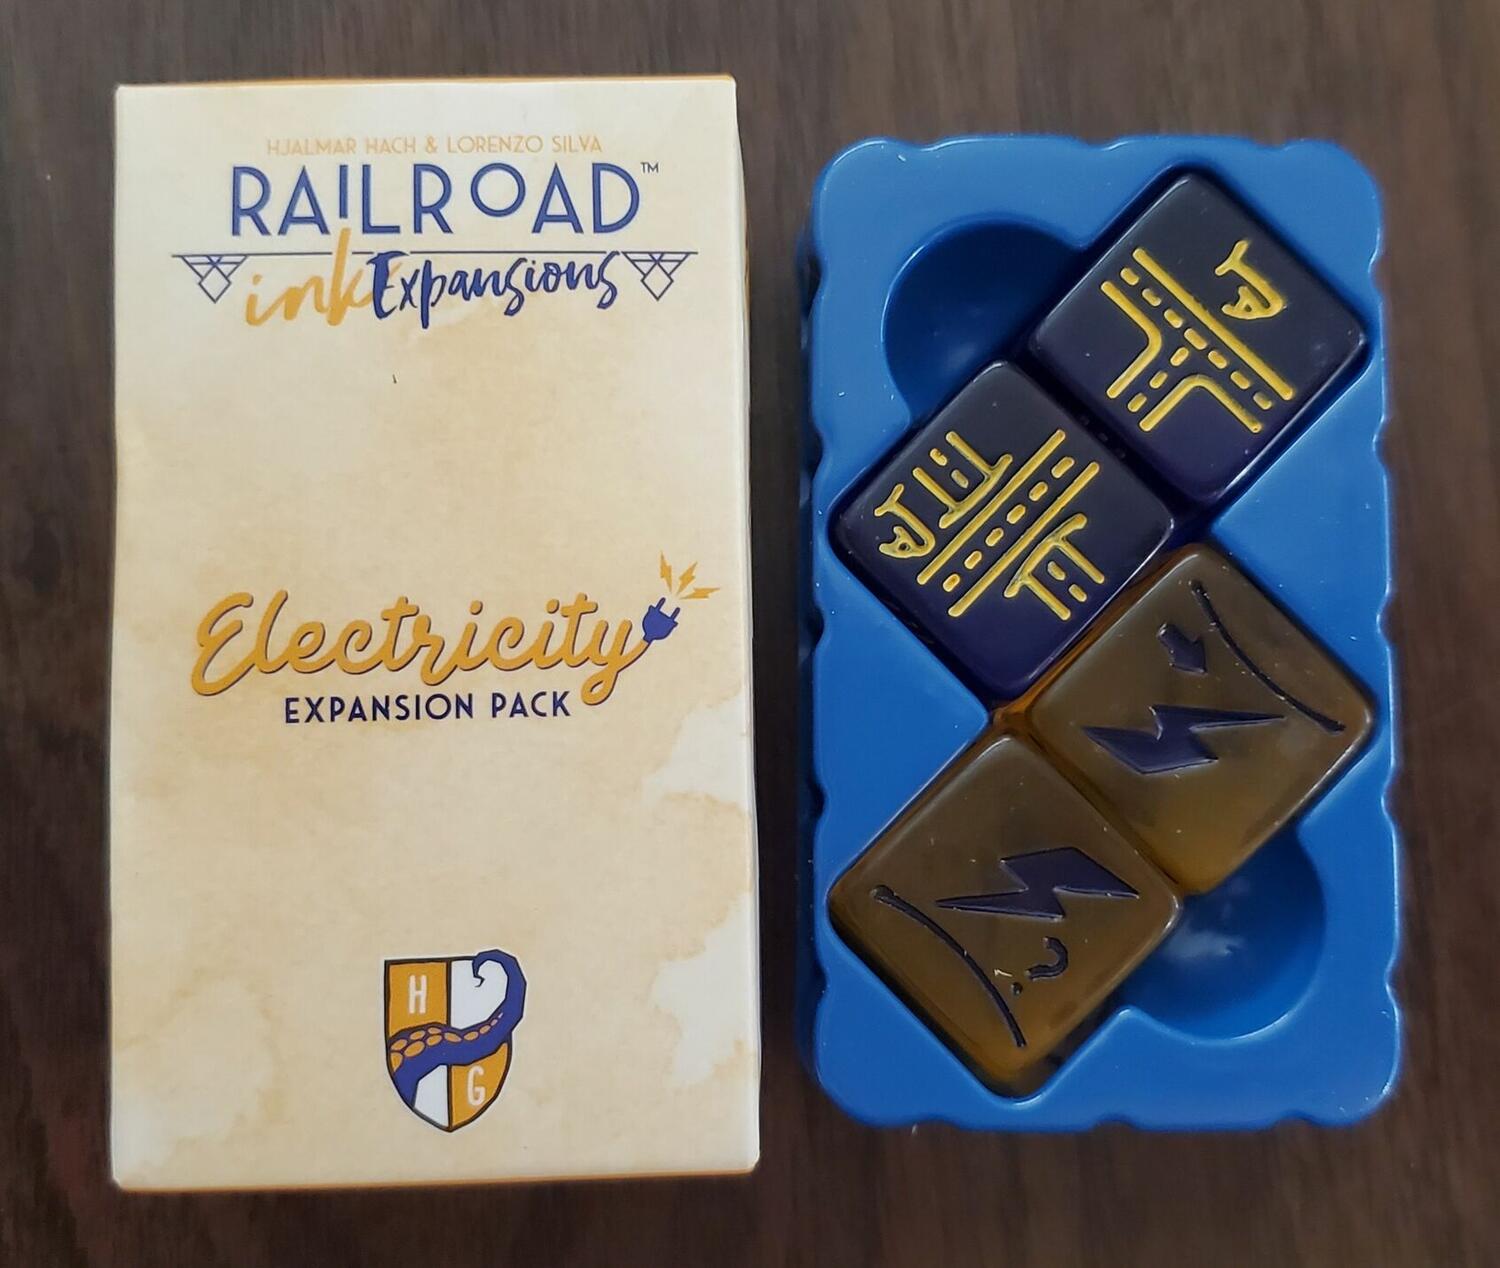 HJALMAR HACH & LORENZO SILVA
RAILROAD™
ink Expansions
Electricity
EXPANSION PACK
H
G
?